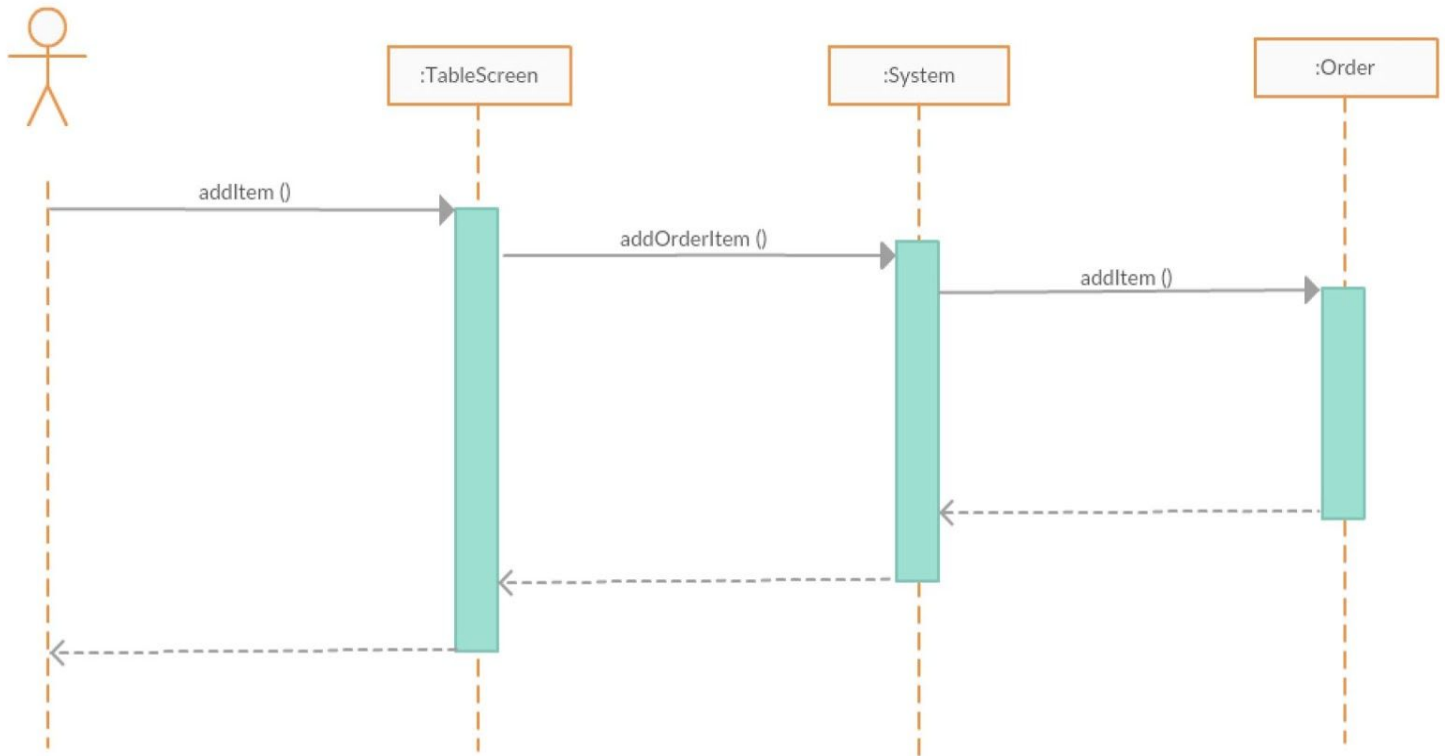 :TableScreen
:System
:Order
addItem ()
addOrderItem ()
addItem ()